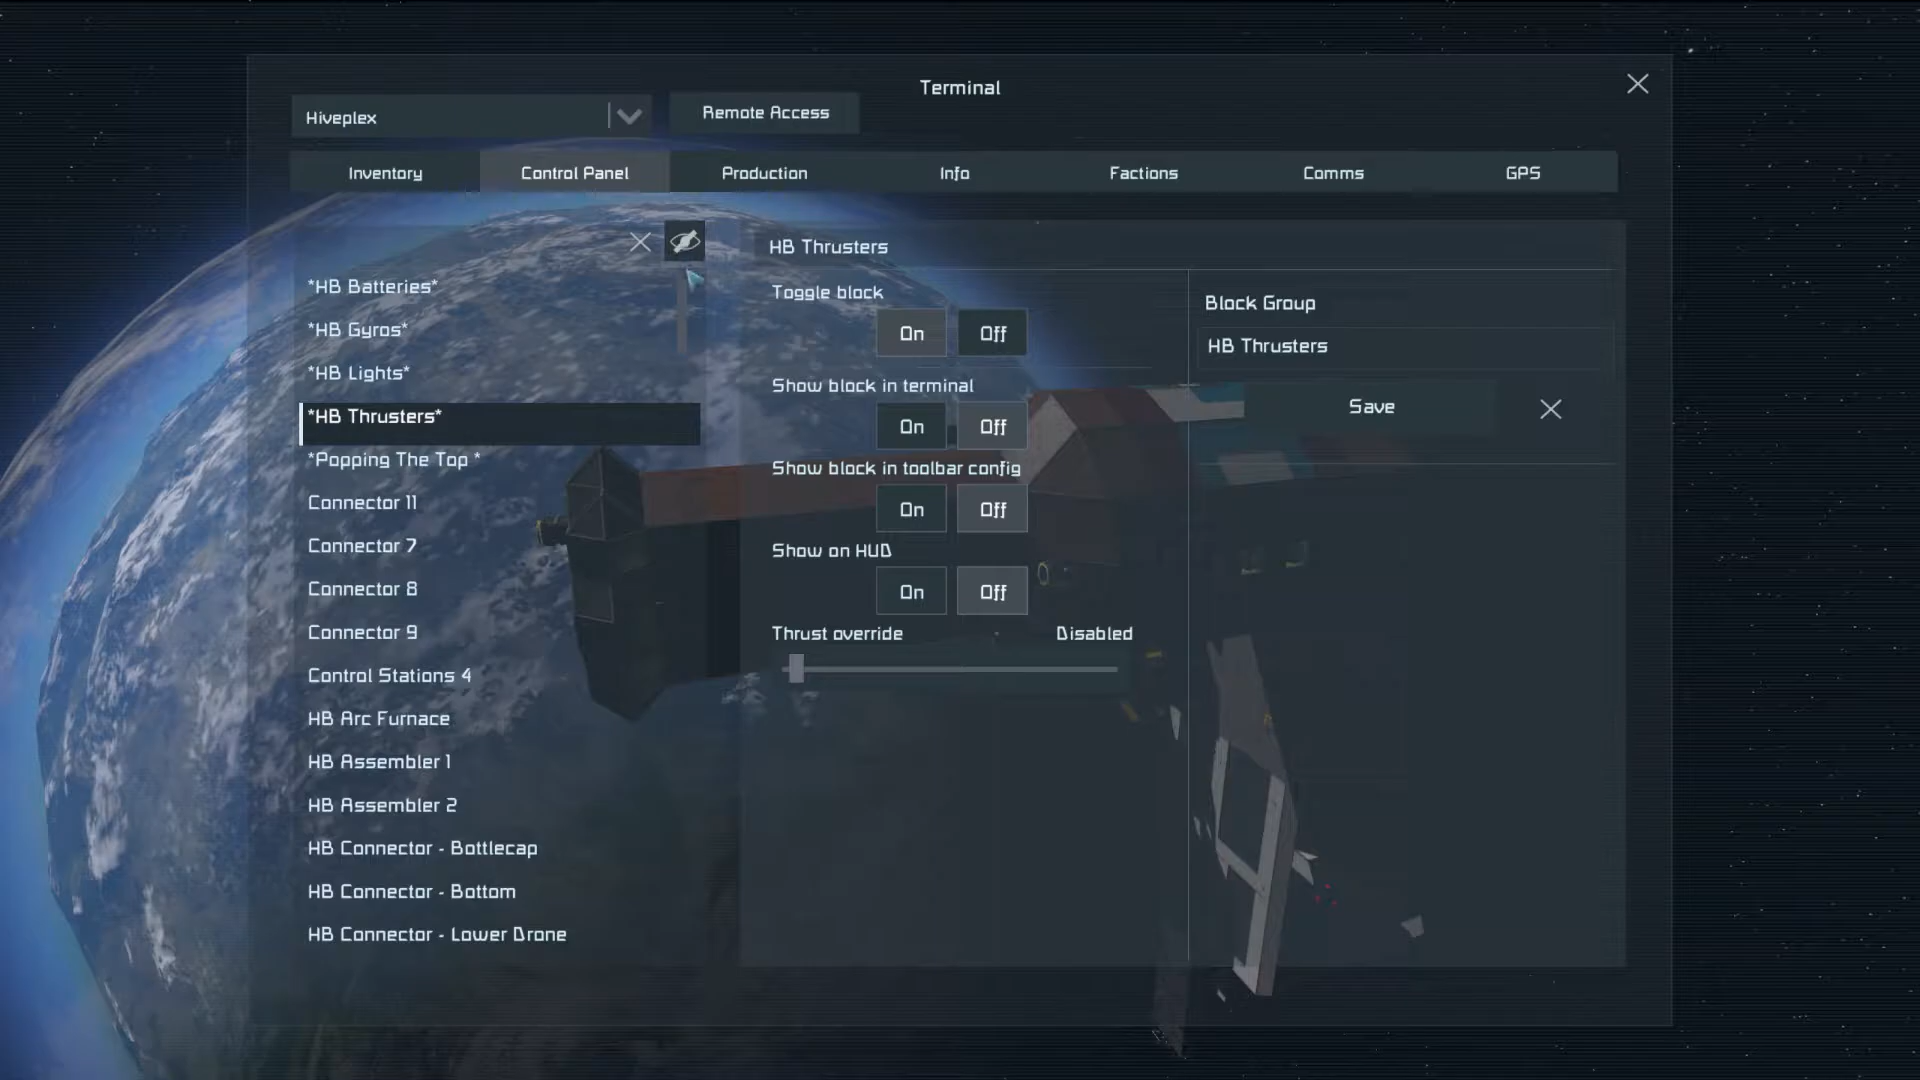 Terminal
Hiveplex
Remote Access
Inventory
Control Panel
Production
Info
Factions
Comms
GPS
*HB Batteries*
*HB Gyros*
*HB Lights*
*HB Thrusters*
*Popping The Top *
Connector 11
Connector 7
Connector 8
Connector 9
Control Stations 4
HB Arc Furnace
HB Assembler 1
HB Assembler 2
HB Connector - Bottlecap
HB Connector - Bottom
HB Connector - Lower Drone
HB Thrusters
Toggle block
On Off
Show block in terminal
On Off
Show block in toolbar config
On Off
Show on HUD
On Off
Thrust override Disabled
Block Group
HB Thrusters
Save